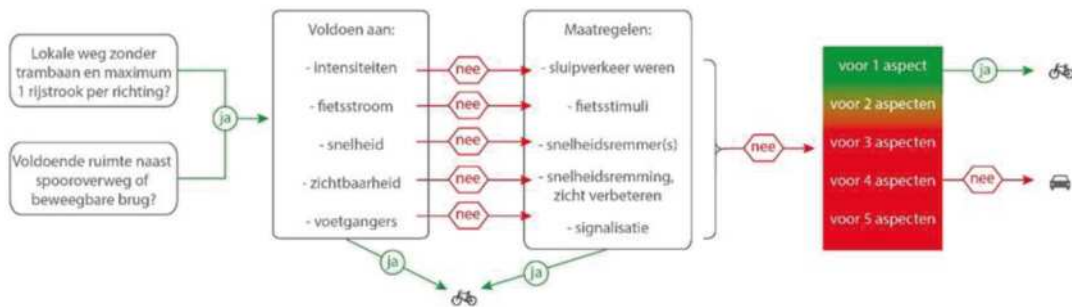 Lokale weg zonder
trambaan en maximum
1 rijstrook per richting?
Voldoende ruimte naast
spooroverweg of
beweegbare brug?
ja
Voldoen aan:
- intensiteiten
- fietsstroom
- snelheid
- zichtbaarheid
- voetgangers
nee
nee
nee
nee
nee
Maatregelen:
- sluipverkeer weren
- fietsstimuli
- snelheidsremmer(s)
- snelheidsremming,
zicht verbeteren
- signalisatie
ja
ja
nee
voor 1 aspect
voor 2 aspecten
voor 3 aspecten
voor 4 aspecten
voor 5 aspecten
ja
nee